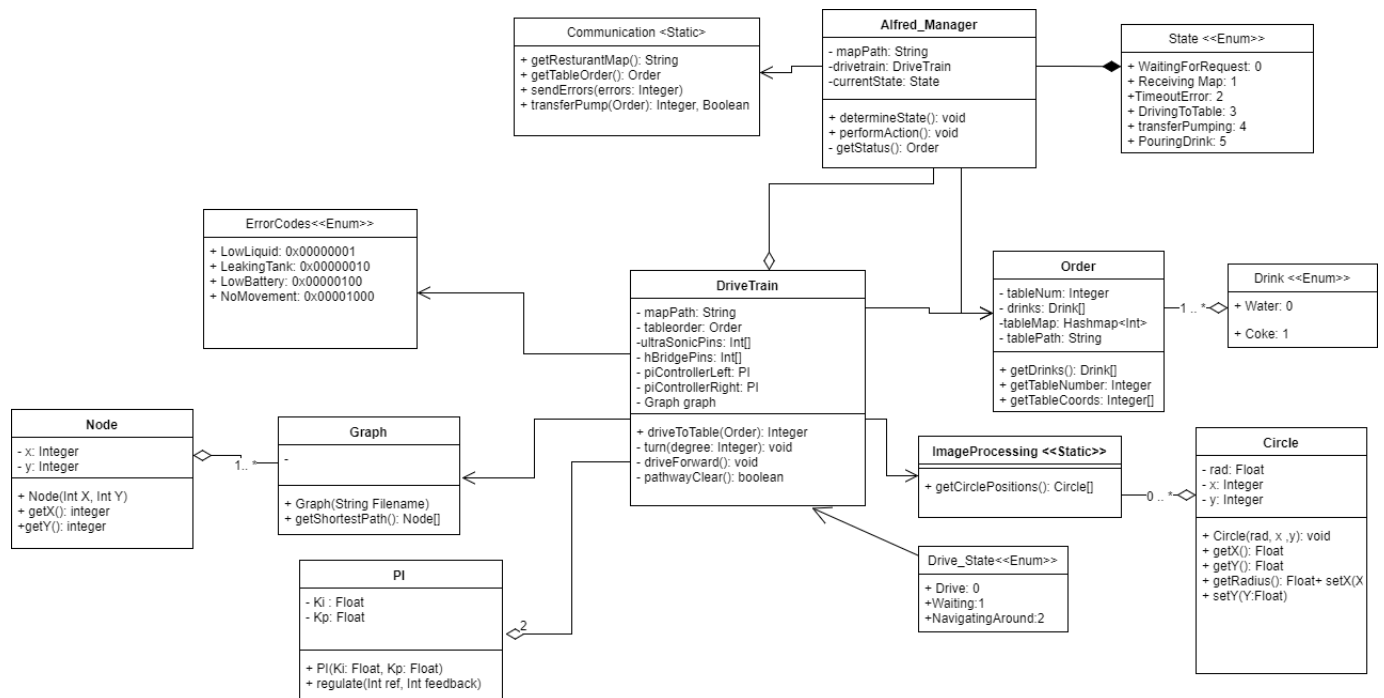 Communication <Static>
+ getResturantMap(): String
+ getTableOrder(): Order
+ sendErrors(errors: Integer)
+ transferPump(Order): Integer, Boolean
Alfred_Manager
- mapPath: String
-drivetrain: DriveTrain
-currentState: State
+ determineState(): void
+ performAction(): void
- getStatus(): Order
State <<Enum>>
+ WaitingForRequest: 0
+ Receiving Map: 1
+TimeoutError: 2
+ DrivingToTable: 3
+ transferPumping: 4
+ PouringDrink: 5
ErrorCodes<<Enum>>
+ LowLiquid: 0x00000001
+ LeakingTank: 0x00000010
+ LowBattery: 0x00000100
+ NoMovement: 0x00001000
DriveTrain
- mapPath: String
- tableorder: Order
-ultraSonicPins: Int[]
- hBridgePins: Int[]
- piControllerLeft: PI
- piControllerRight: PI
- Graph graph
+ driveToTable(Order): Integer
- turn(degree: Integer): void
- driveForward(): void
- pathwayClear(): boolean
Order
- tableNum: Integer
- drinks: Drink[]
-tableMap: Hashmap<Int>
- tablePath: String
+ getDrinks(): Drink[]
+ getTableNumber: Integer
+ getTableCoords: Integer[]
1 .. *
Drink <<Enum>>
+ Water: 0
+ Coke: 1
Node
- x: Integer
- y: Integer
+ Node(Int X, Int Y)
+ getX(): integer
+getY(): integer
1.. *
Graph
-
+ Graph(String Filename)
+ getShortestPath(): Node[]
ImageProcessing <<Static>>
+ getCirclePositions(): Circle[]
0 .. *
Circle
- rad: Float
- x: Integer
- y: Integer
+ Circle(rad, x ,y): void
+ getX(): Float
+ getY(): Float
+ getRadius(): Float+ setX(X
+ setY(Y:Float)
Drive_State<<Enum>>
+ Drive: 0
+Waiting:1
+NavigatingAround:2
PI
- Ki : Float
- Kp: Float
+ PI(Ki: Float, Kp: Float)
+ regulate(Int ref, Int feedback)
2